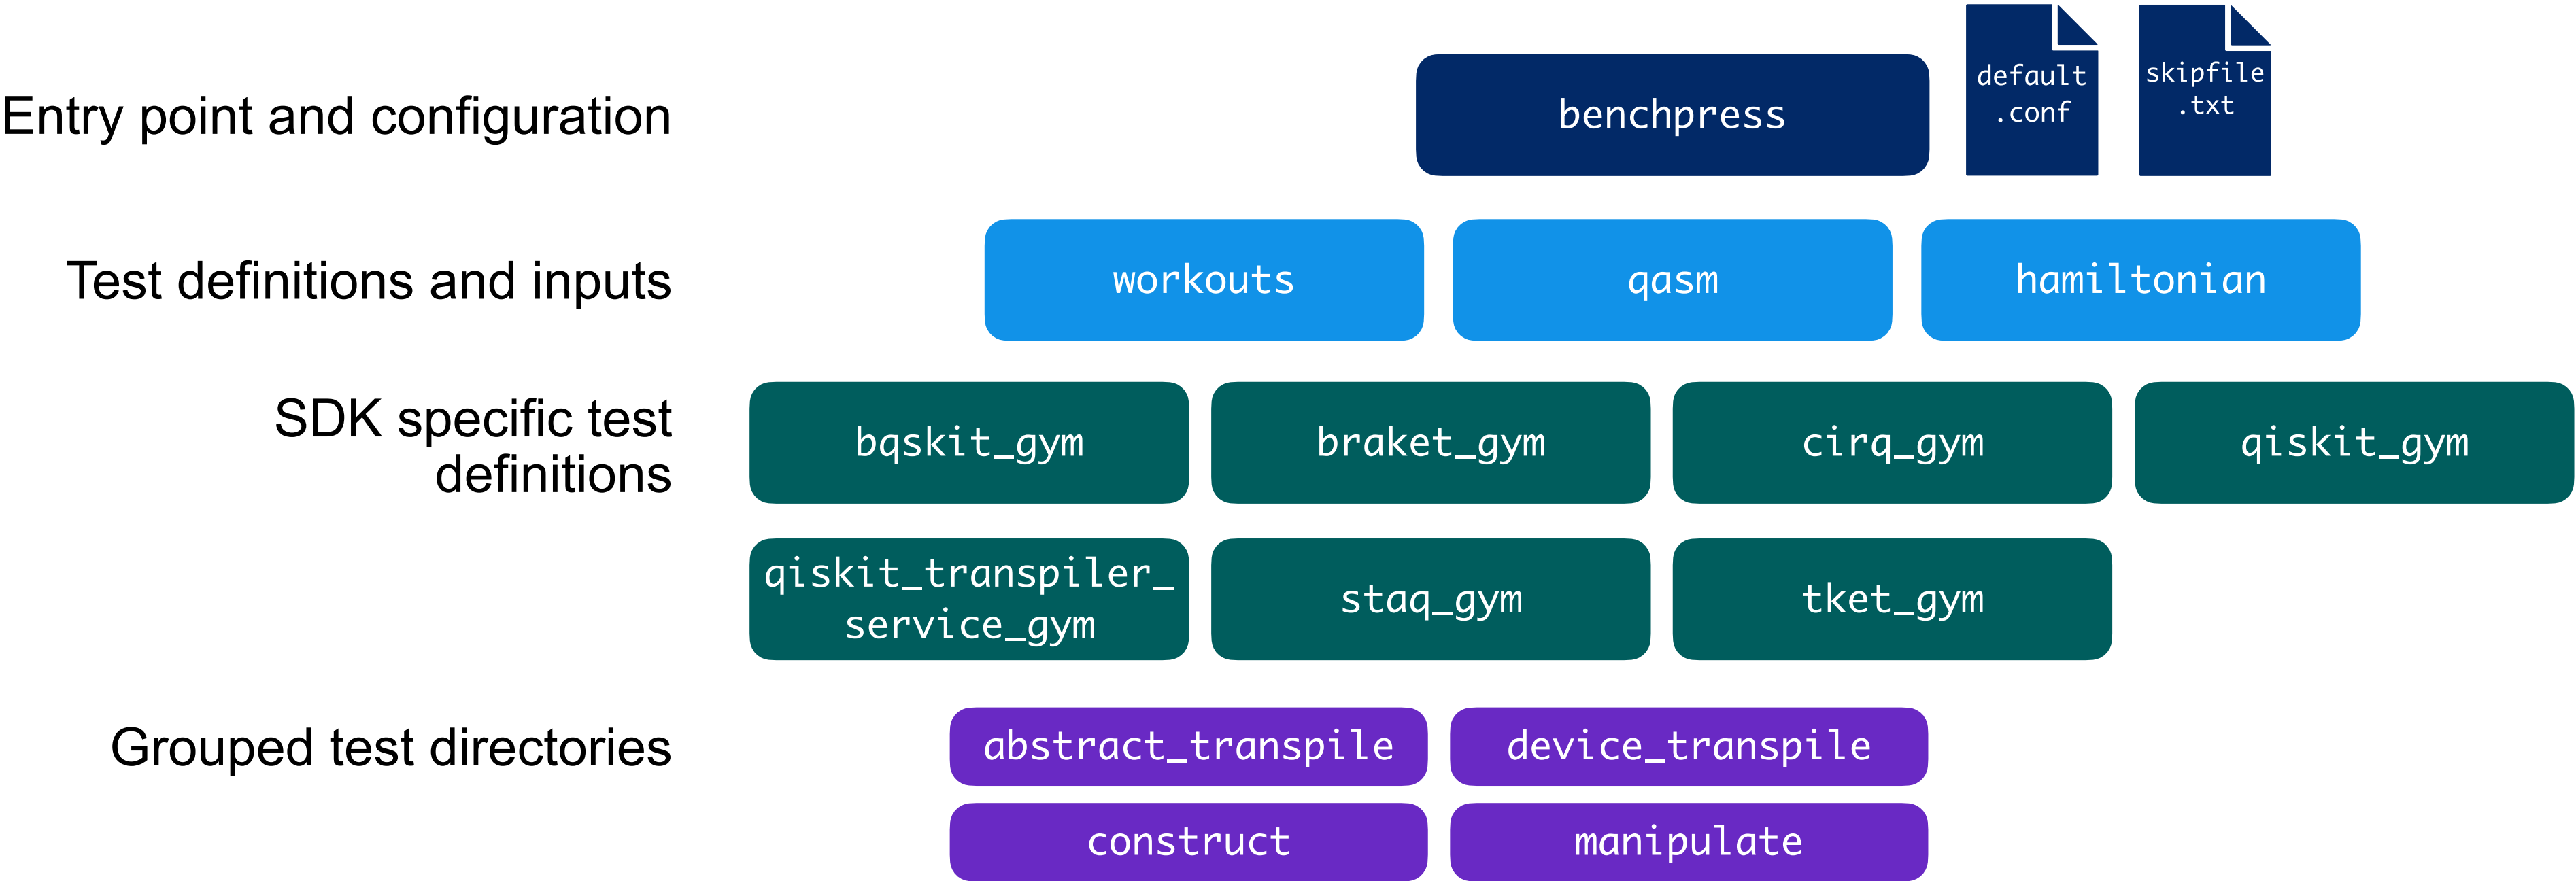 Entry point and configuration
benchpress
default
.conf
skipfile
.txt
Test definitions and inputs
workouts
qasm
hamiltonian
SDK specific test
definitions
bqskit_gym
braket_gym
cirq_gym
qiskit_gym
qiskit_transpiler_
service_gym
staq_gym
tket_gym
Grouped test directories
abstract_transpile
device_transpile
construct
manipulate